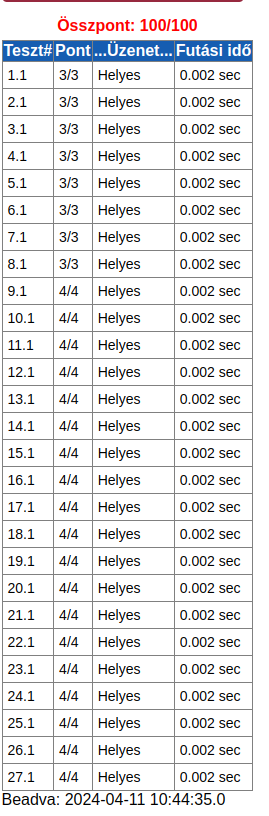 Összpont: 100/100
Teszt# Pont ...Üzenet... Futási idő
1.1 3/3 Helyes 0.002 sec
2.1 3/3 Helyes 0.002 sec
3.1 3/3 Helyes 0.002 sec
4.1 3/3 Helyes 0.002 sec
5.1 3/3 Helyes 0.002 sec
6.1 3/3 Helyes 0.002 sec
7.1 3/3 Helyes 0.002 sec
8.1 3/3 Helyes 0.002 sec
9.1 4/4 Helyes 0.002 sec
10.1 4/4 Helyes 0.002 sec
11.1 4/4 Helyes 0.002 sec
12.1 4/4 Helyes 0.002 sec
13.1 4/4 Helyes 0.002 sec
14.1 4/4 Helyes 0.002 sec
15.1 4/4 Helyes 0.002 sec
16.1 4/4 Helyes 0.002 sec
17.1 4/4 Helyes 0.002 sec
18.1 4/4 Helyes 0.002 sec
19.1 4/4 Helyes 0.002 sec
20.1 4/4 Helyes 0.002 sec
21.1 4/4 Helyes 0.002 sec
22.1 4/4 Helyes 0.002 sec
23.1 4/4 Helyes 0.002 sec
24.1 4/4 Helyes 0.002 sec
25.1 4/4 Helyes 0.002 sec
26.1 4/4 Helyes 0.002 sec
27.1 4/4 Helyes 0.002 sec
Beadva: 2024-04-11 10:44:35.0